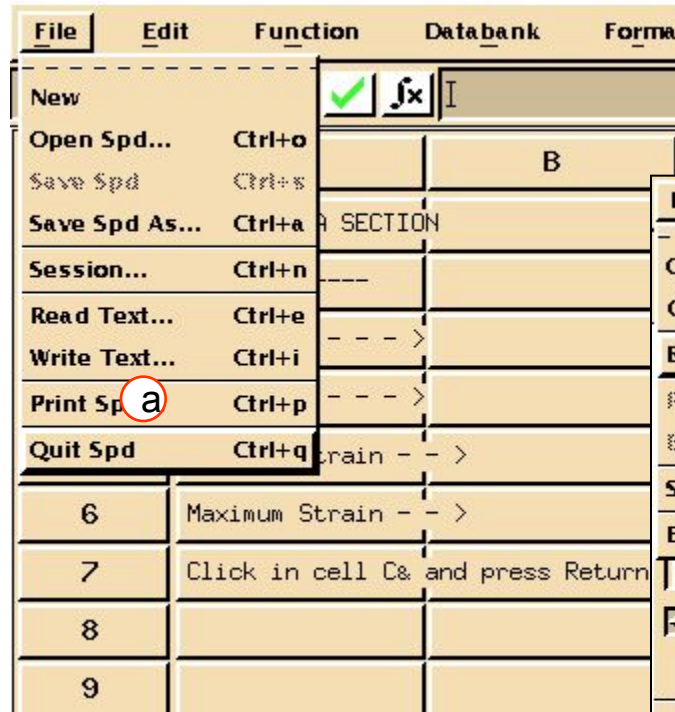 File Edit Function Databank Forma
New
Open Spd... Ctrl+o
Save Spd Ctrl+s
Save Spd As... Ctrl+a
Session... Ctrl+n
Read Text... Ctrl+e
Write Text... Ctrl+i
Print Sp a Ctrl+p
Quit Spd Ctrl+q
fx
B
A SECTION
----
- - - >
- - - >
train - - >
6 Maximum Strain - - >
7 Click in cell C& and press Return
8
9